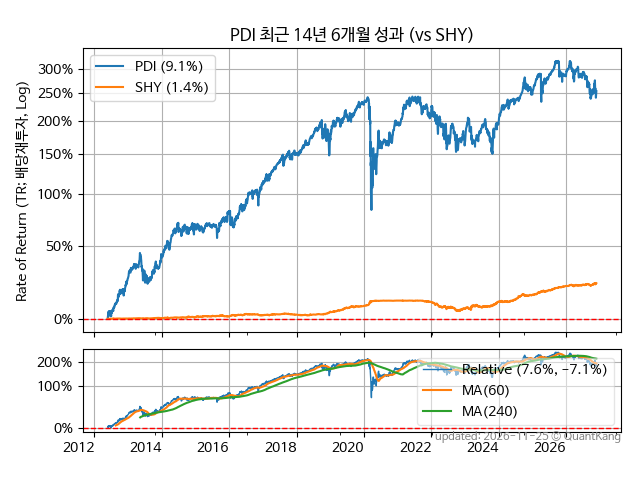 PDI 최근 14년 6개월 성과 (vs SHY)
Rate of Return (TR: 배당재투자, Log)
300%
250%
200%
150%
100%
50%
0%
PDI (9.1%)
SHY (1.4%)
200%
100%
0%
Relative (7.6%, −7.1%)
MA(60)
MA(240)
2012 2014 2016 2018 2020 2022 2024 2026
updated: 2026-11-25 © QuantKang